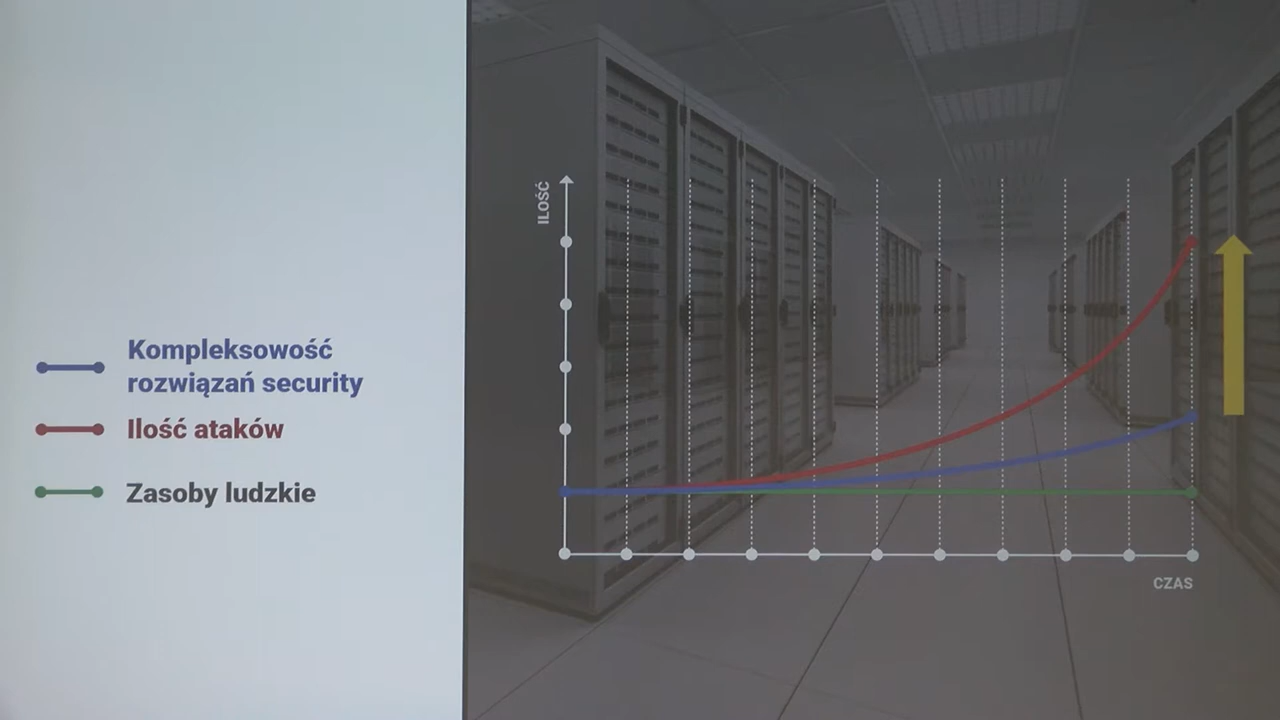 Kompleksowość
rozwiązań security
Ilość ataków
Zasoby ludzkie
ILOŚĆ
CZAS